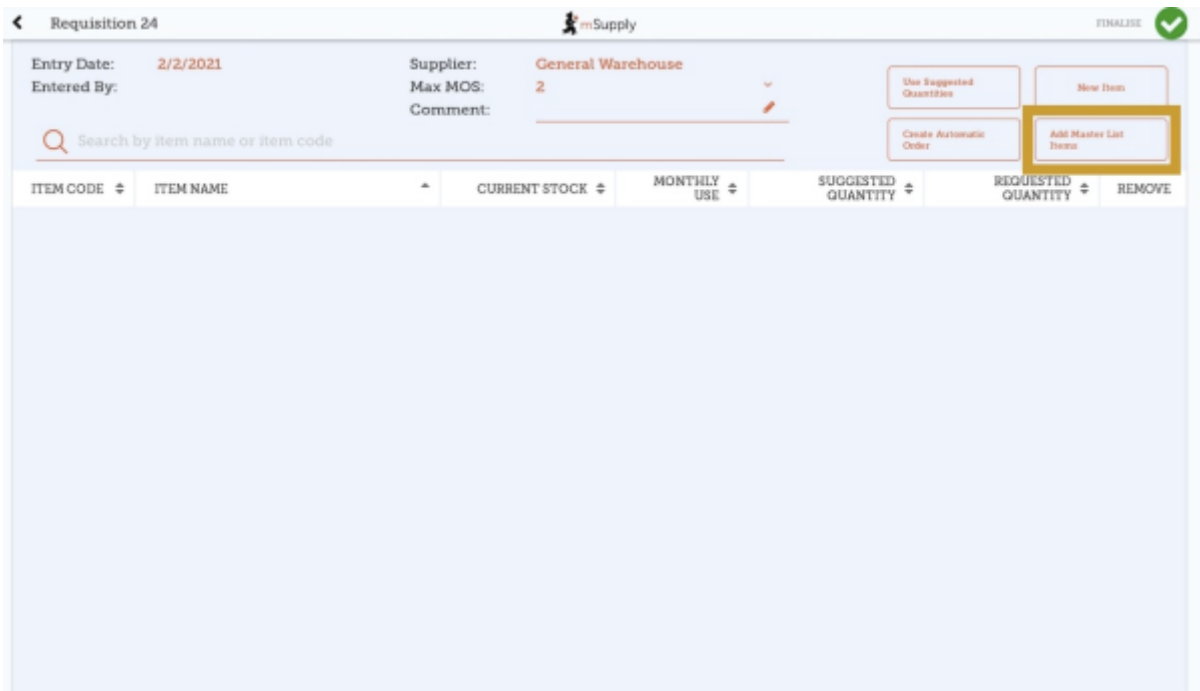 Requisition 24
mSupply
FINALISE
Entry Date: 2/2/2021
Entered By:
Supplier: General Warehouse
Max MOS: 2
Comment:
Use Suggested
Quantities
New Item
Create Automatic
Order
Add Master List
Items
Search by item name or item code
ITEM CODE
ITEM NAME
CURRENT STOCK
MONTHLY
USE
SUGGESTED
QUANTITY
REQUESTED
QUANTITY
REMOVE